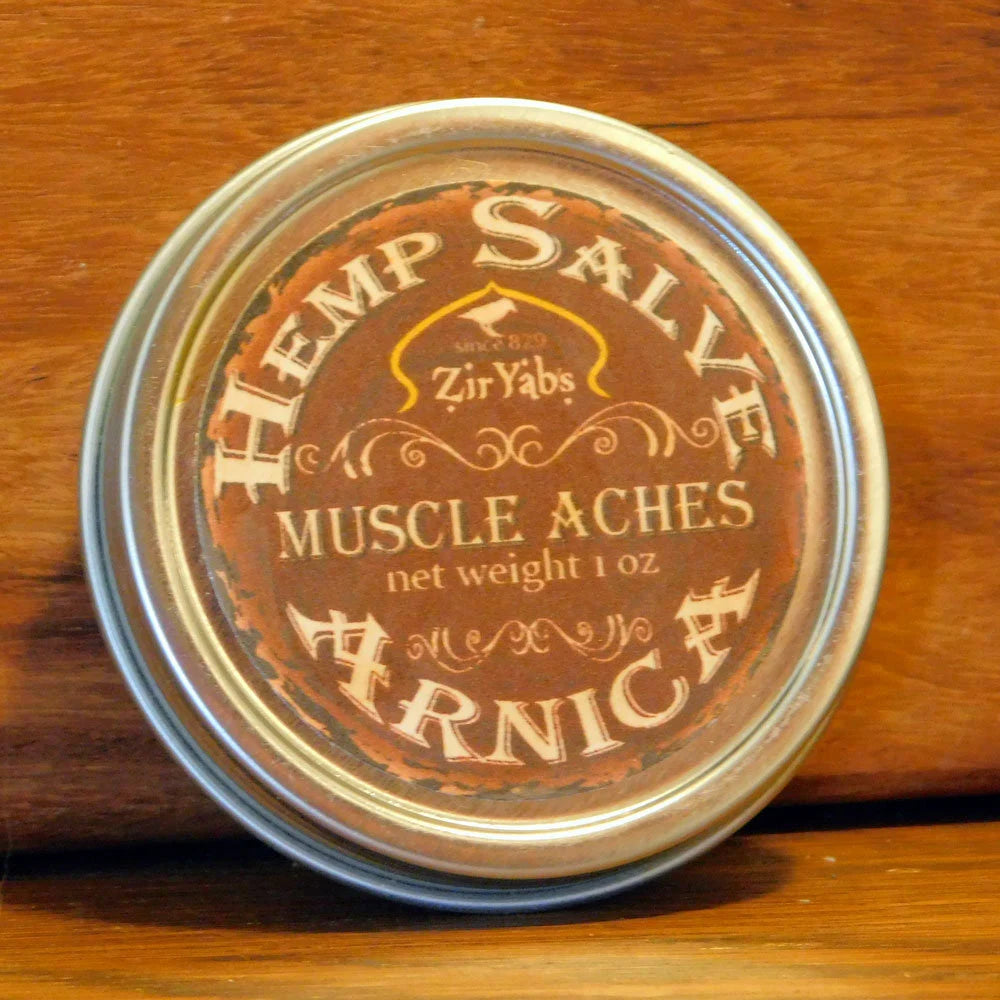 HEMP SALVE
since 829
ZirYab's
MUSCLE ACHES
net weight 1 oz
ARNICA